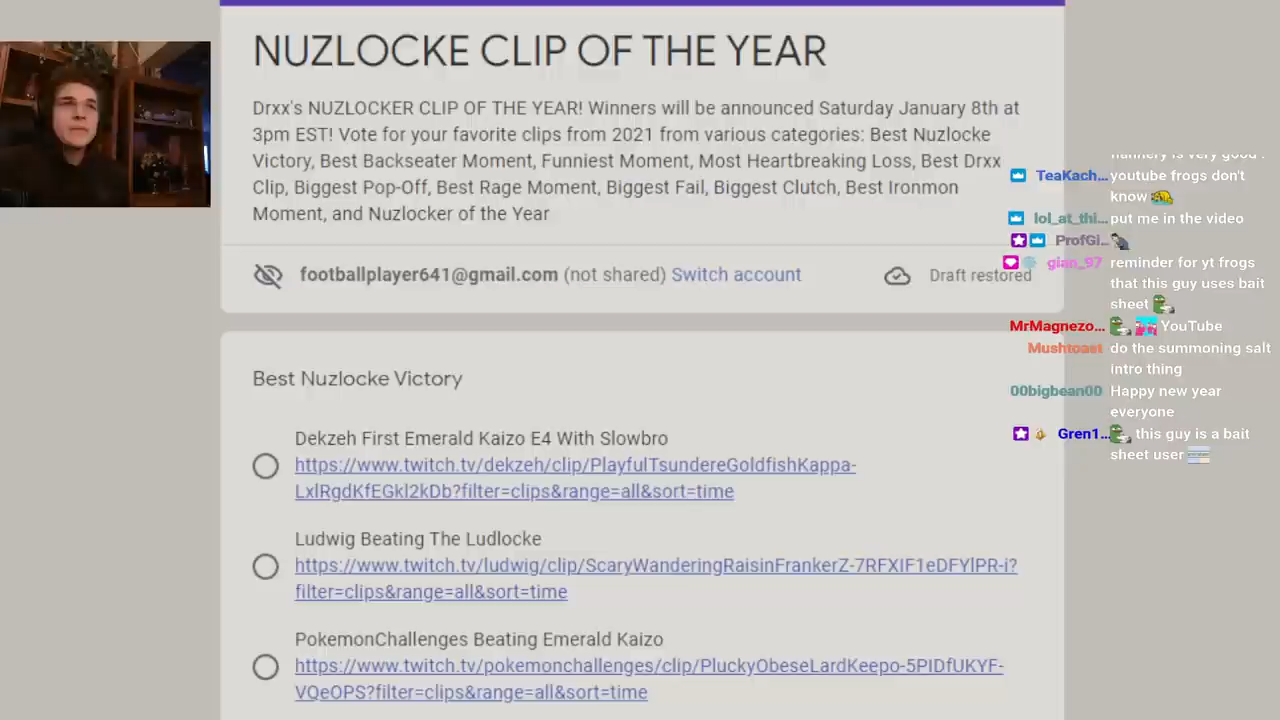 NUZLOCKE CLIP OF THE YEAR
Drxx's NUZLOCKER CLIP OF THE YEAR! Winners will be announced Saturday January 8th at
3pm EST! Vote for your favorite clips from 2021 from various categories: Best Nuzlocke
Victory, Best Backseater Moment, Funniest Moment, Most Heartbreaking Loss, Best Drxx
Clip, Biggest Pop-Off, Best Rage Moment, Biggest Fail, Biggest Clutch, Best Ironmon
Moment, and Nuzlocker of the Year
footballplayer641@gmail.com (not shared) Switch account
Draft restored
Best Nuzlocke Victory
Dekzeh First Emerald Kaizo E4 With Slowbro
https://www.twitch.tv/dekzeh/clip/PlayfulTsundereGoldfishKappa-
LxlRgdKfEGkl2kDb?filter=clips&range=all&sort=time
Ludwig Beating The Ludlocke
https://www.twitch.tv/ludwig/clip/ScaryWanderingRaisinFrankerZ-7RFXIF1eDFYlPR-i?
filter=clips&range=all&sort=time
PokemonChallenges Beating Emerald Kaizo
https://www.twitch.tv/pokemonchallenges/clip/PluckyObeseLardKeepo-5PIDfUKYF-
VQeOPS?filter=clips&range=all&sort=time
flannery is very good :
TeaKach... youtube frogs don't
know
lol_at_thi... put me in the video
ProfGi...
gian_97 reminder for yt frogs
that this guy uses bait
sheet
MrMagnezo... YouTube
Mushtoast do the summoning salt
intro thing
00bigbean00 Happy new year
everyone
Gren1... this guy is a bait
sheet user